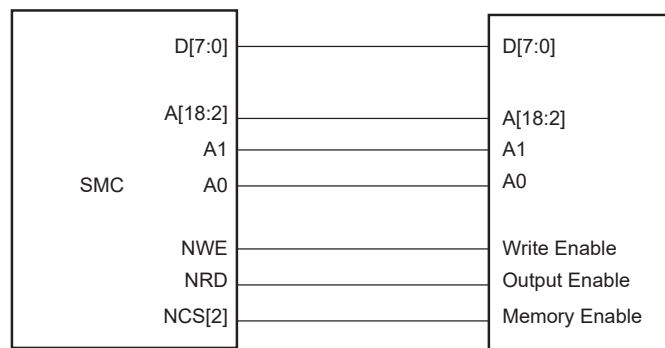 D[7:0] D[7:0]
A[18:2] A[18:2]
A1 A1
SMC A0 A0
NWE Write Enable
NRD Output Enable
NCS[2] Memory Enable